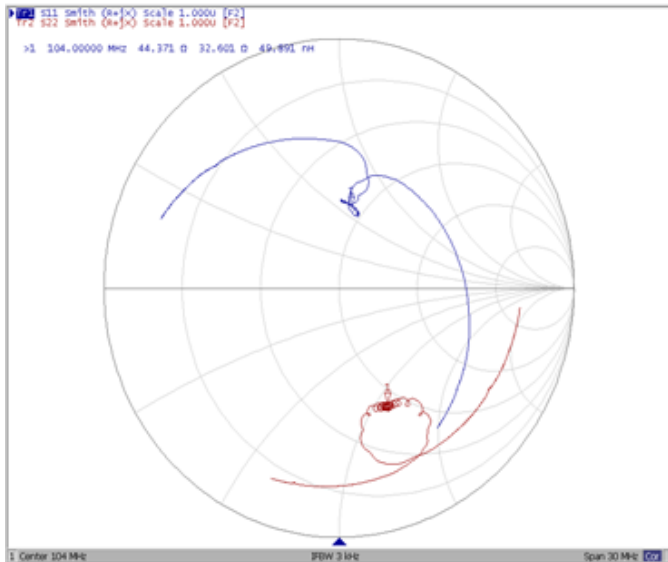 Tr1 S11 Smith (R+jX) Scale 1.000U [F2]
Tr2 S22 Smith (R+jX) Scale 1.000U [F2]
>1 104.00000 MHz 44.371 Ω 32.601 Ω 49.891 nH
1 Center 104 MHz IFBW 3 kHz Span 30 MHz Cor